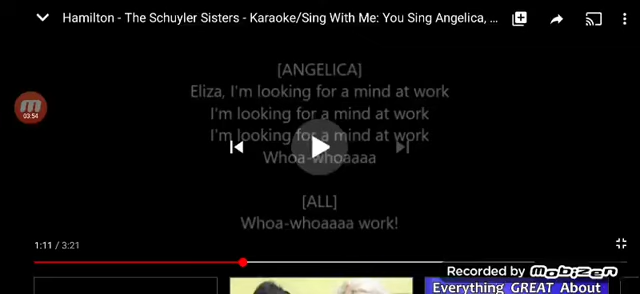 Hamilton - The Schuyler Sisters - Karaoke/Sing With Me: You Sing Angelica, ...
[ANGELICA]
Eliza, I'm looking for a mind at work
I'm looking for a mind at work
03:54
I'm looking for a mind at work
Whoa-whoaaaa
[ALL]
Whoa-whoaaaa work!
1:11 / 3:21
Recorded by mobizen
Everything GREAT About